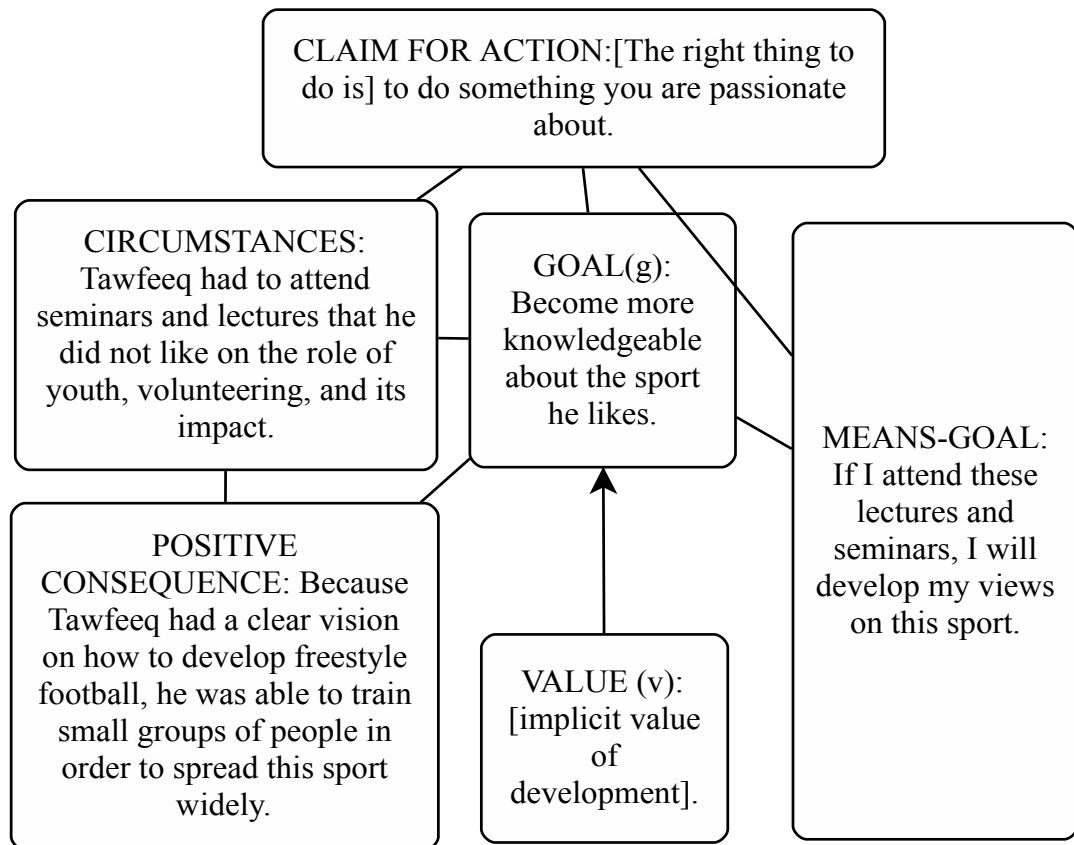 CLAIM FOR ACTION:[The right thing to
do is] to do something you are passionate
about.
CIRCUMSTANCES:
Tawfeeq had to attend
seminars and lectures that he
did not like on the role of
youth, volunteering, and its
impact.
GOAL(g):
Become more
knowledgeable
about the sport
he likes.
MEANS-GOAL:
If I attend these
lectures and
seminars, I will
develop my views
on this sport.
POSITIVE
CONSEQUENCE: Because
Tawfeeq had a clear vision
on how to develop freestyle
football, he was able to train
small groups of people in
order to spread this sport
widely.
VALUE (v):
[implicit value
of
development].